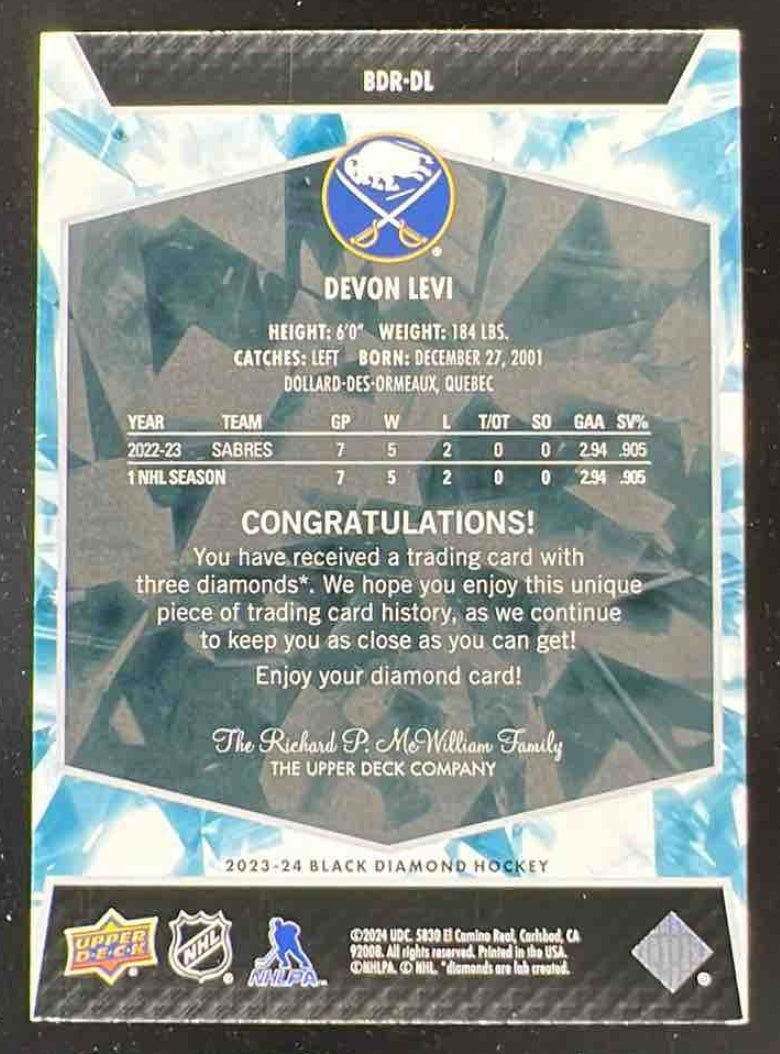 BDR-DL
DEVON LEVI
HEIGHT: 6'0" WEIGHT: 184 LBS.
CATCHES: LEFT BORN: DECEMBER 27, 2001
DOLLARD-DES-ORMEAUX, QUEBEC
YEAR TEAM GP W L T/OT SO GAA SV%
2022-23 SABRES 7 5 2 0 0 2.94 .905
1 NHL SEASON 7 5 2 0 0 2.94 .905
CONGRATULATIONS!
You have received a trading card with
three diamonds*. We hope you enjoy this unique
piece of trading card history, as we continue
to keep you as close as you can get!
Enjoy your diamond card!
The Richard P. McWilliam Family
THE UPPER DECK COMPANY
2023-24 BLACK DIAMOND HOCKEY
UPPER DECK
NHL
NHLPA
©2024 UDC. 5830 El Camino Real, Carlsbad, CA
92008. All rights reserved. Printed in the USA.
©NHLPA. © NHL. *diamonds are lab created.